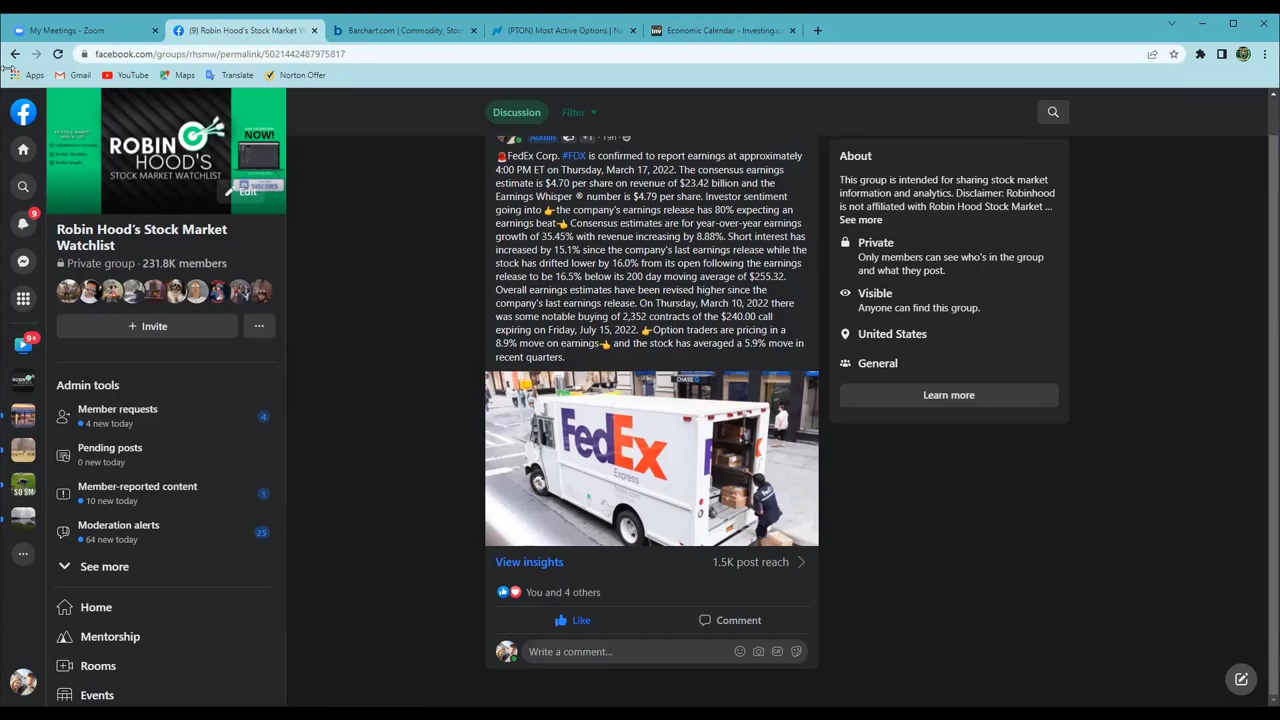 My Meetings - Zoom
(9) Robin Hood's Stock Market W
Barchart.com | Commodity, Stoc
(PTON) Most Active Options | Na
Economic Calendar - Investing.c
facebook.com/groups/rhsmw/permalink/5021442487975817
Apps
Gmail
YouTube
Maps
Translate
Norton Offer
ROBIN
HOOD'S
STOCK MARKET WATCHLIST
NOW!
DISCORD
Edit
Robin Hood's Stock Market
Watchlist
Private group · 231.8K members
+ Invite
Admin tools
Member requests
4 new today
4
Pending posts
0 new today
Member-reported content
10 new today
1
Moderation alerts
64 new today
25
See more
Home
Mentorship
Rooms
Events
9
9+
Discussion
Filter
Admin
+1 · 19h ·
FedEx Corp. #FDX is confirmed to report earnings at approximately
4:00 PM ET on Thursday, March 17, 2022. The consensus earnings
estimate is $4.70 per share on revenue of $23.42 billion and the
Earnings Whisper ® number is $4.79 per share. Investor sentiment
going into 👉the company's earnings release has 80% expecting an
earnings beat👈 Consensus estimates are for year-over-year earnings
growth of 35.45% with revenue increasing by 8.88%. Short interest has
increased by 15.1% since the company's last earnings release while the
stock has drifted lower by 16.0% from its open following the earnings
release to be 16.5% below its 200 day moving average of $255.32.
Overall earnings estimates have been revised higher since the
company's last earnings release. On Thursday, March 10, 2022 there
was some notable buying of 2,352 contracts of the $240.00 call
expiring on Friday, July 15, 2022. 👉Option traders are pricing in a
8.9% move on earnings👈 and the stock has averaged a 5.9% move in
recent quarters.
CHASE
FedEx
Express
View insights
1.5K post reach
You and 4 others
Like
Comment
Write a comment...
About
This group is intended for sharing stock market
information and analytics. Disclaimer: Robinhood
is not affiliated with Robin Hood Stock Market ...
See more
Private
Only members can see who's in the group
and what they post.
Visible
Anyone can find this group.
United States
General
Learn more